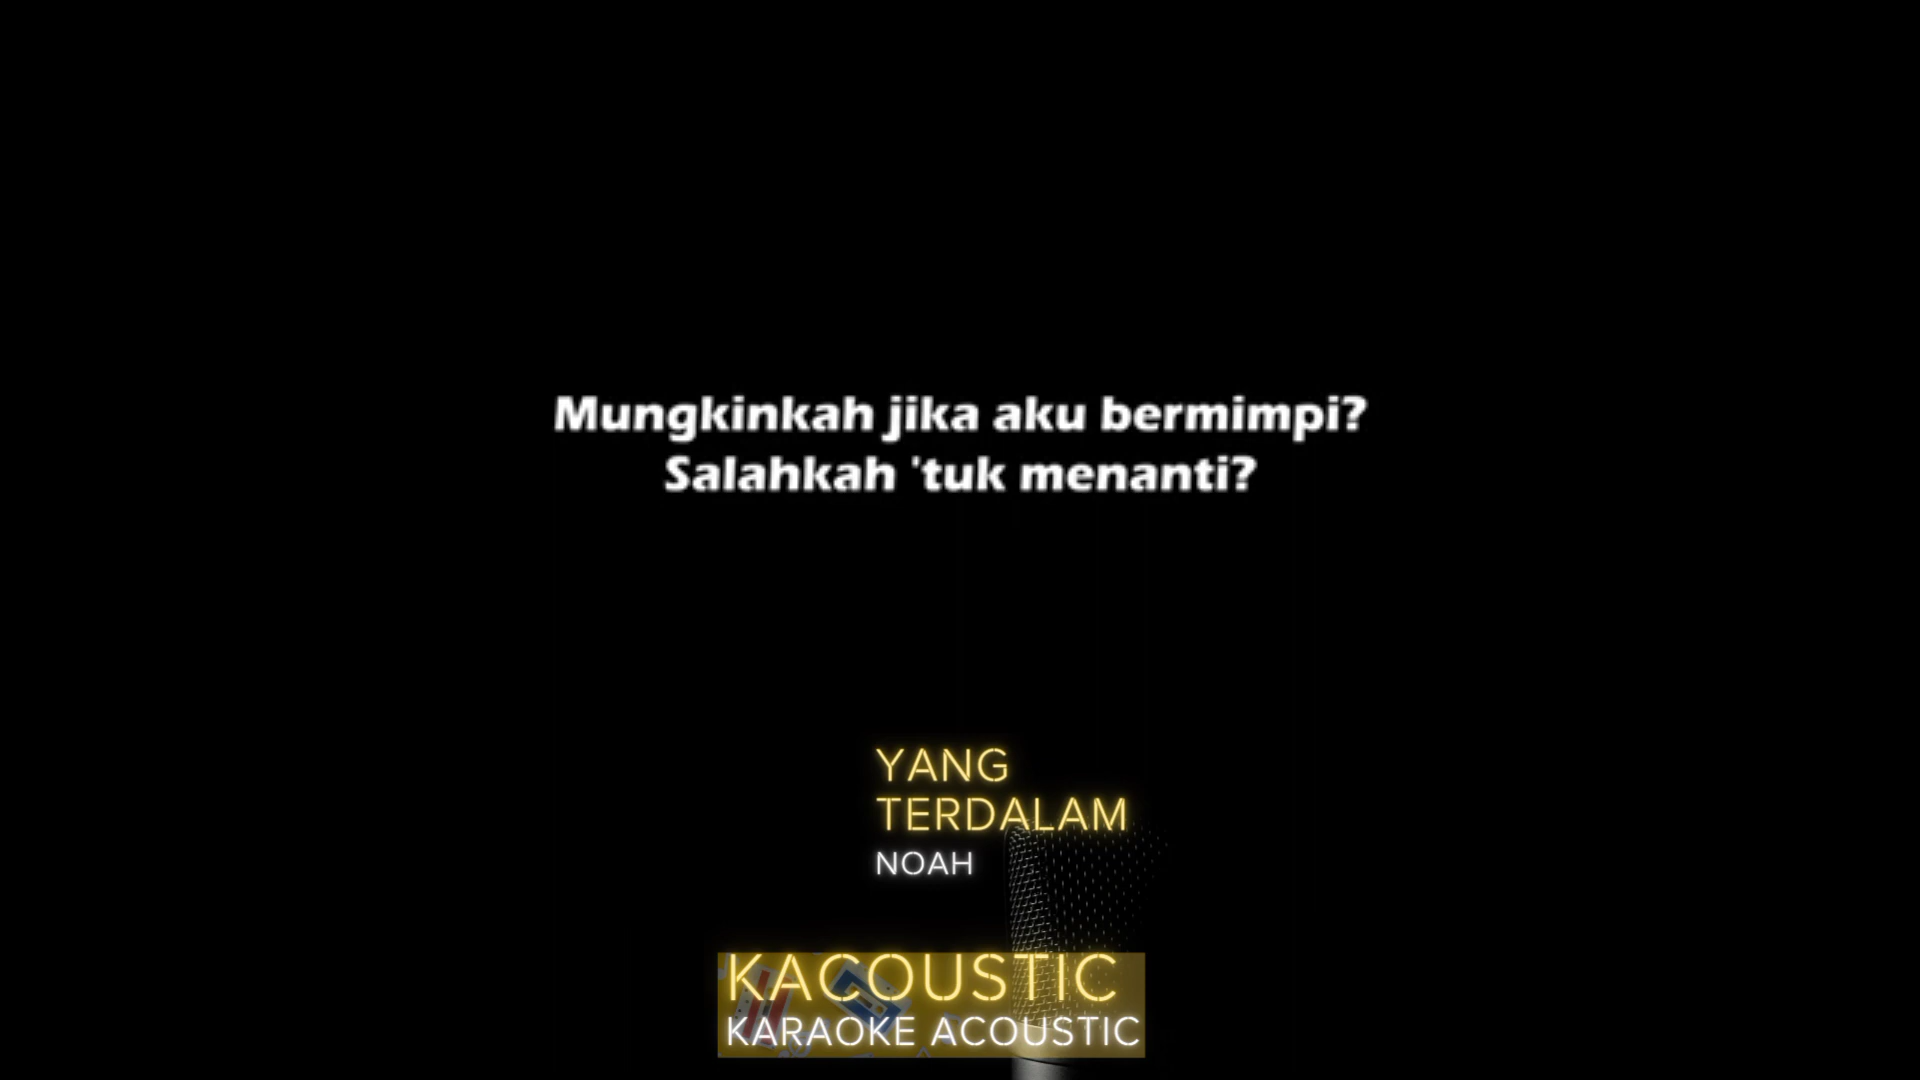 Mungkinkah jika aku bermimpi?
Salahkah 'tuk menanti?
YANG
TERDALAM
NOAH
KACOUSTIC
KARAOKE ACOUSTIC